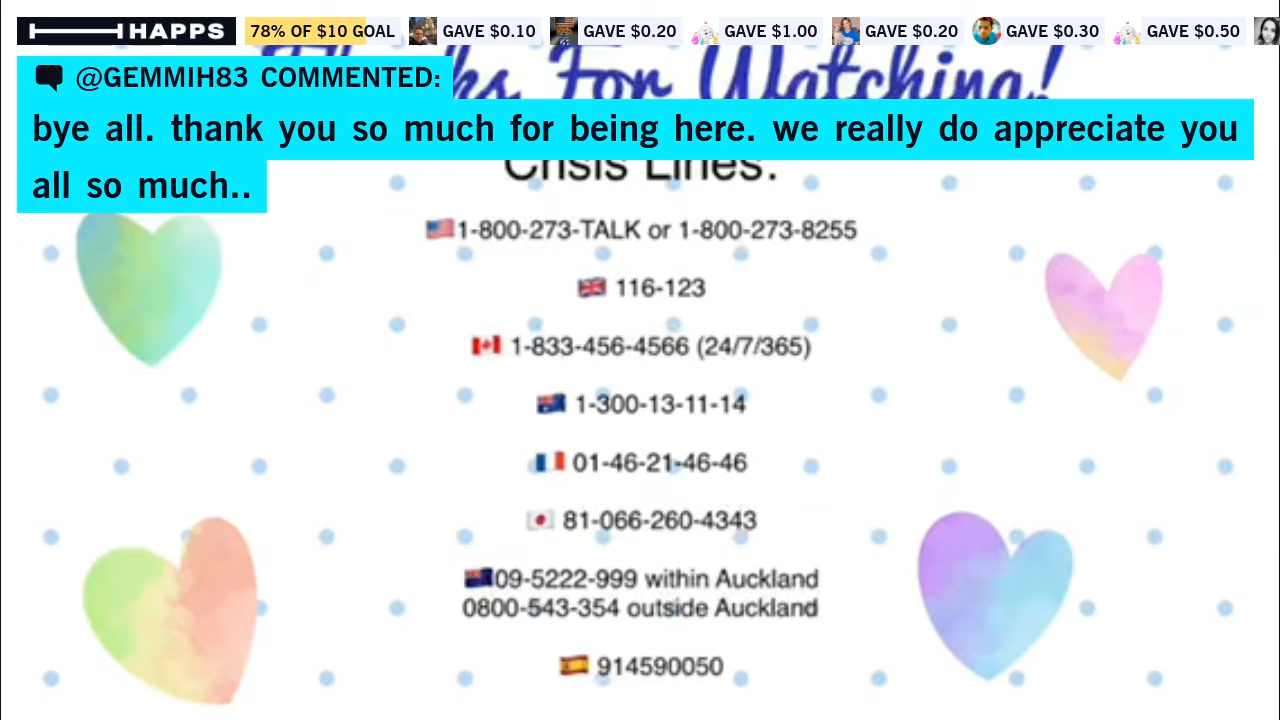 HAPPS 78% OF $10 GOAL GAVE $0.10 GAVE $0.20 GAVE $1.00 GAVE $0.20 GAVE $0.30 GAVE $0.50
@GEMMIH83 COMMENTED:
bye all. thank you so much for being here. we really do appreciate you
all so much..
For Watching!
Crisis Lines:
1-800-273-TALK or 1-800-273-8255
116-123
1-833-456-4566 (24/7/365)
1-300-13-11-14
01-46-21-46-46
81-066-260-4343
09-5222-999 within Auckland
0800-543-354 outside Auckland
914590050